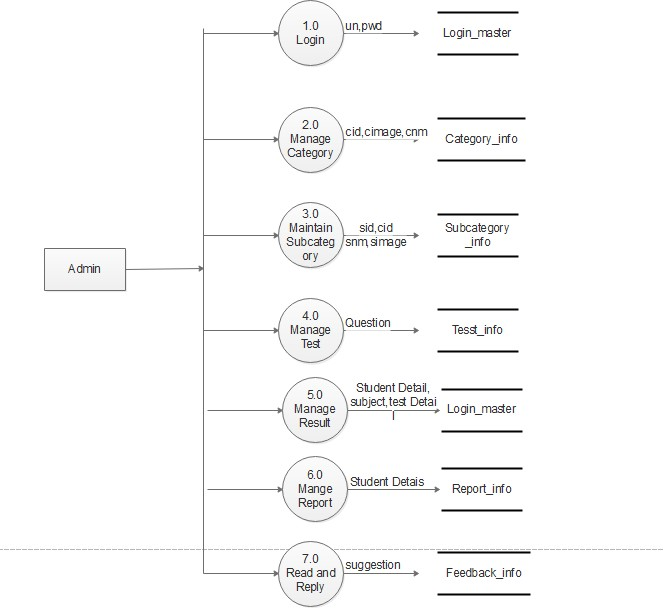 1.0
Login
un,pwd
Login_master
2.0
Manage
Category
cid,cimage,cnm
Category_info
3.0
Maintain
Subcateg
ory
sid,cid
snm,simage
Subcategory
_info
Admin
4.0
Manage
Test
Question
Tesst_info
5.0
Manage
Result
Student Detail,
subject,test Detai
l
Login_master
6.0
Mange
Report
Student Detais
Report_info
7.0
Read and
Reply
suggestion
Feedback_info